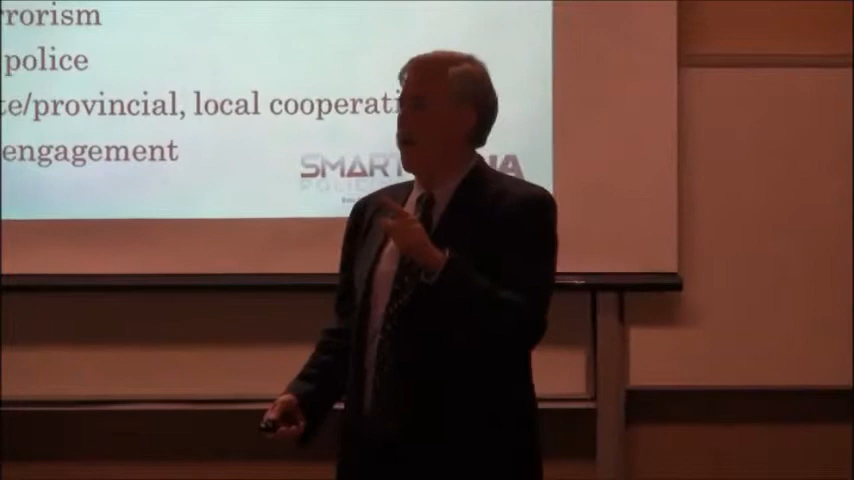 rrorism
police
te/provincial, local cooperati
engagement
SMART